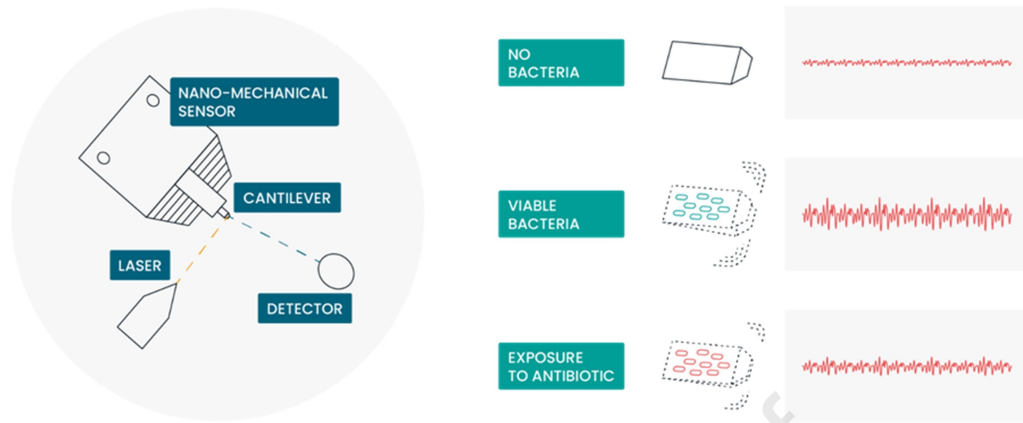 NANO-MECHANICAL
SENSOR
CANTILEVER
LASER
DETECTOR
NO
BACTERIA
VIABLE
BACTERIA
EXPOSURE
TO ANTIBIOTIC